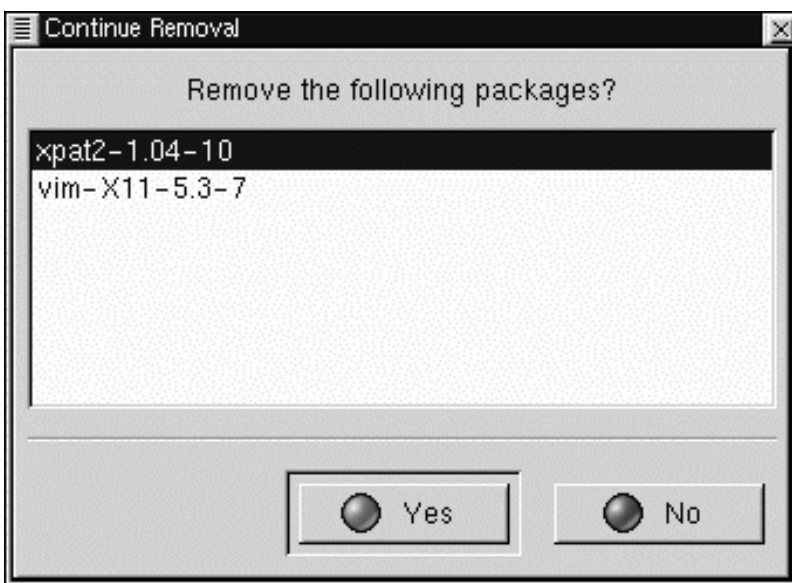 Continue Removal
Remove the following packages?
xpat2-1.04-10
vim-X11-5.3-7
Yes
No